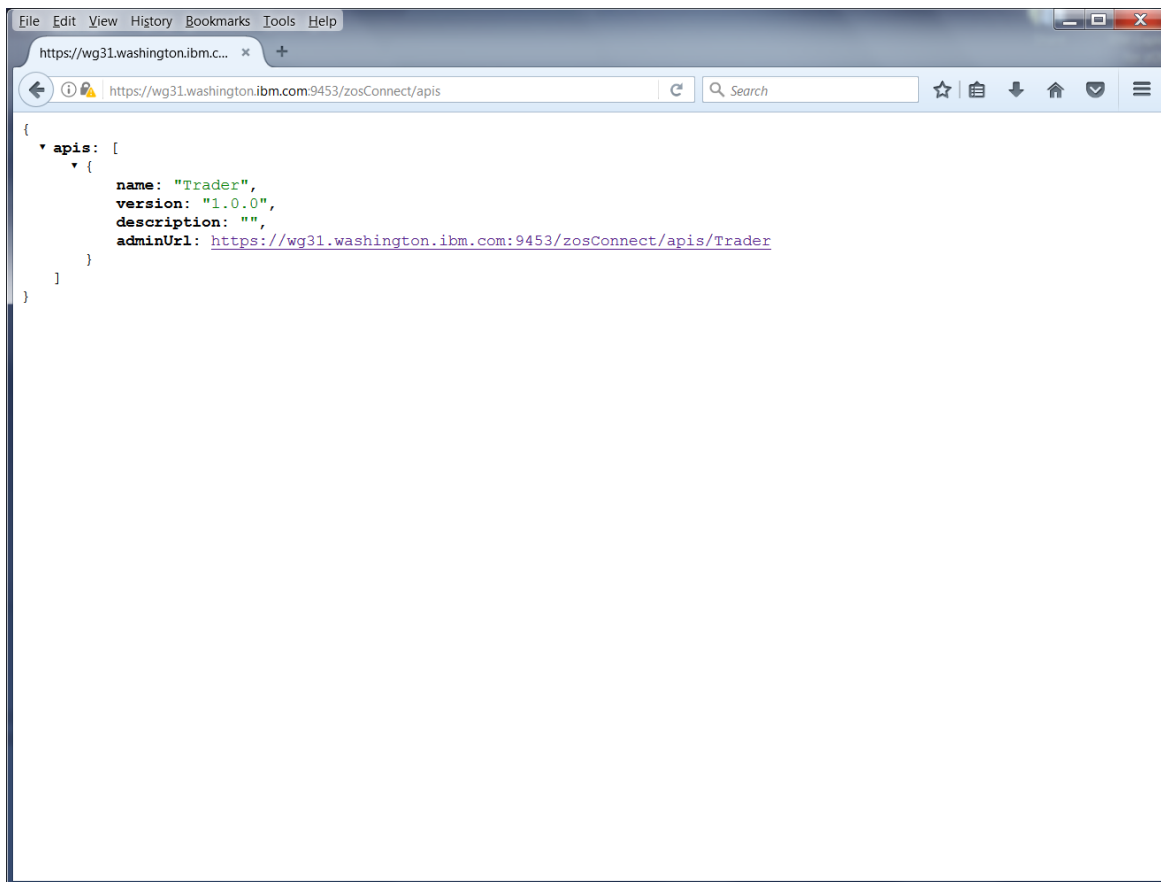 File Edit View History Bookmarks Tools Help
https://wg31.washington.ibm.c... × +
https://wg31.washington.ibm.com:9453/zosConnect/apis Search
{
apis: [
{
name: "Trader",
version: "1.0.0",
description: "",
adminUrl: https://wg31.washington.ibm.com:9453/zosConnect/apis/Trader
}
]
}